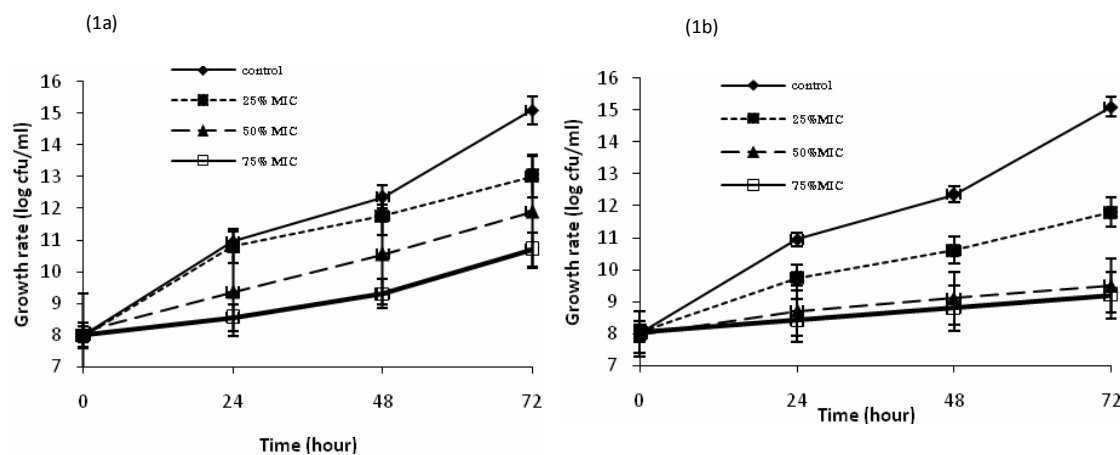 (1a)
control
25% MIC
50% MIC
75% MIC
16
15
14
13
12
11
10
9
8
7
0
24
48
72
Growth rate (log cfu/ml)
Time (hour)
(1b)
control
25%MIC
50%MIC
75%MIC
16
15
14
13
12
11
10
9
8
7
0
24
48
72
Growth rate (log cfu/ml)
Time (hour)